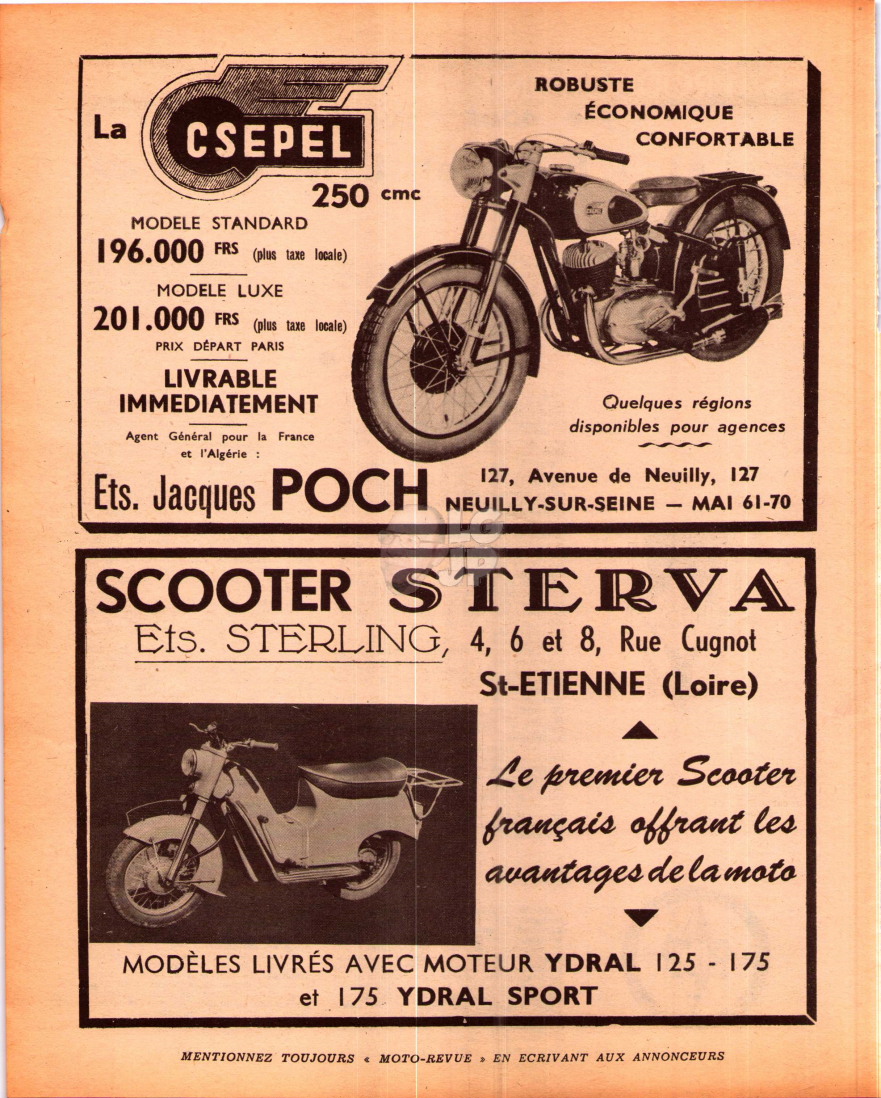 La
CSEPEL
250 cmc
ROBUSTE
ÉCONOMIQUE
CONFORTABLE
MODELE STANDARD
196.000 FRS (plus taxe locale)
MODELE LUXE
201.000 FRS (plus taxe locale)
PRIX DÉPART PARIS
LIVRABLE
IMMEDIATEMENT
Agent Général pour la France
et l'Algérie :
Quelques régions
disponibles pour agences
Ets. Jacques POCH
127, Avenue de Neuilly, 127
NEUILLY-SUR-SEINE — MAI 61-70
LG
JP
SCOOTER STERVA
Ets. STERLING, 4, 6 et 8, Rue Cugnot
St-ETIENNE (Loire)
Le premier Scooter
français offrant les
avantages de la moto
MODÈLES LIVRÉS AVEC MOTEUR YDRAL 125 - 175
et 175 YDRAL SPORT
MENTIONNEZ TOUJOURS « MOTO-REVUE » EN ECRIVANT AUX ANNONCEURS